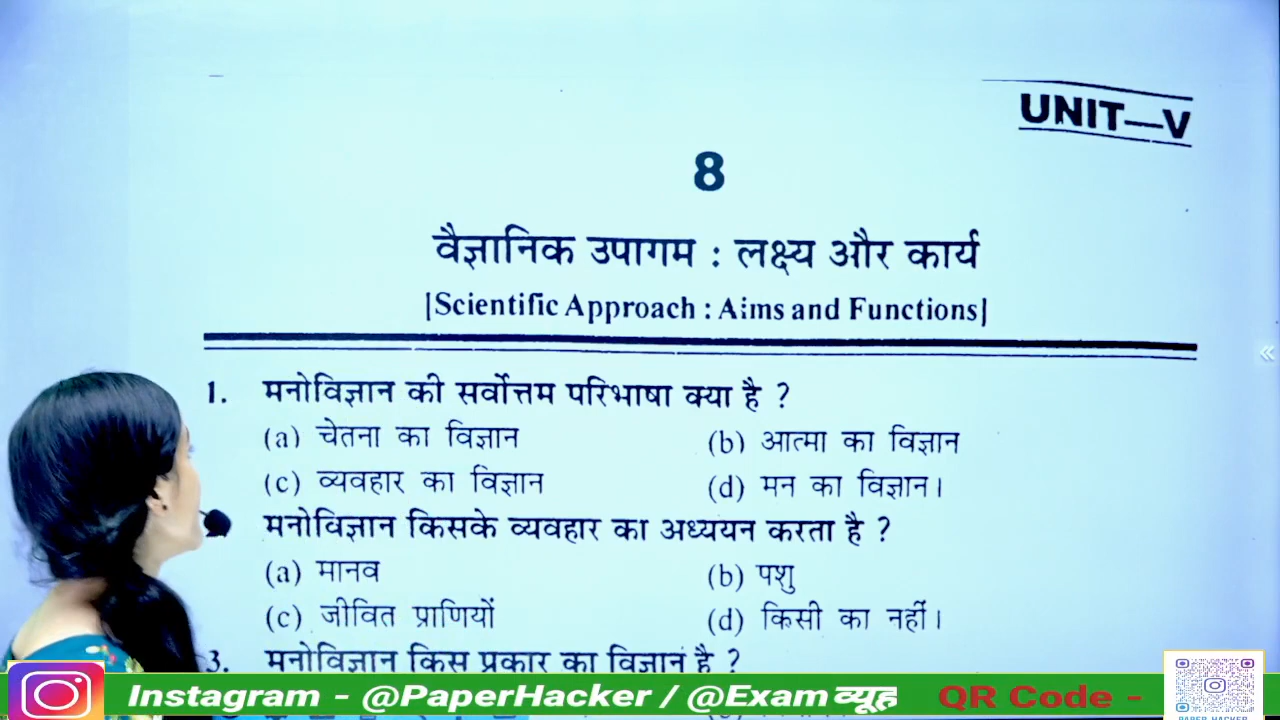 UNIT—V
8
वैज्ञानिक उपागम : लक्ष्य और कार्य
[Scientific Approach : Aims and Functions]
1. मनोविज्ञान की सर्वोत्तम परिभाषा क्या है ?
(a) चेतना का विज्ञान (b) आत्मा का विज्ञान
(c) व्यवहार का विज्ञान (d) मन का विज्ञान।
मनोविज्ञान किसके व्यवहार का अध्ययन करता है ?
(a) मानव (b) पशु
(c) जीवित प्राणियों (d) किसी का नहीं।
3. मनोविज्ञान किस प्रकार का विज्ञान है ?
Instagram - @PaperHacker / @Examव्यूह QR Code -
PAPER_HACKER